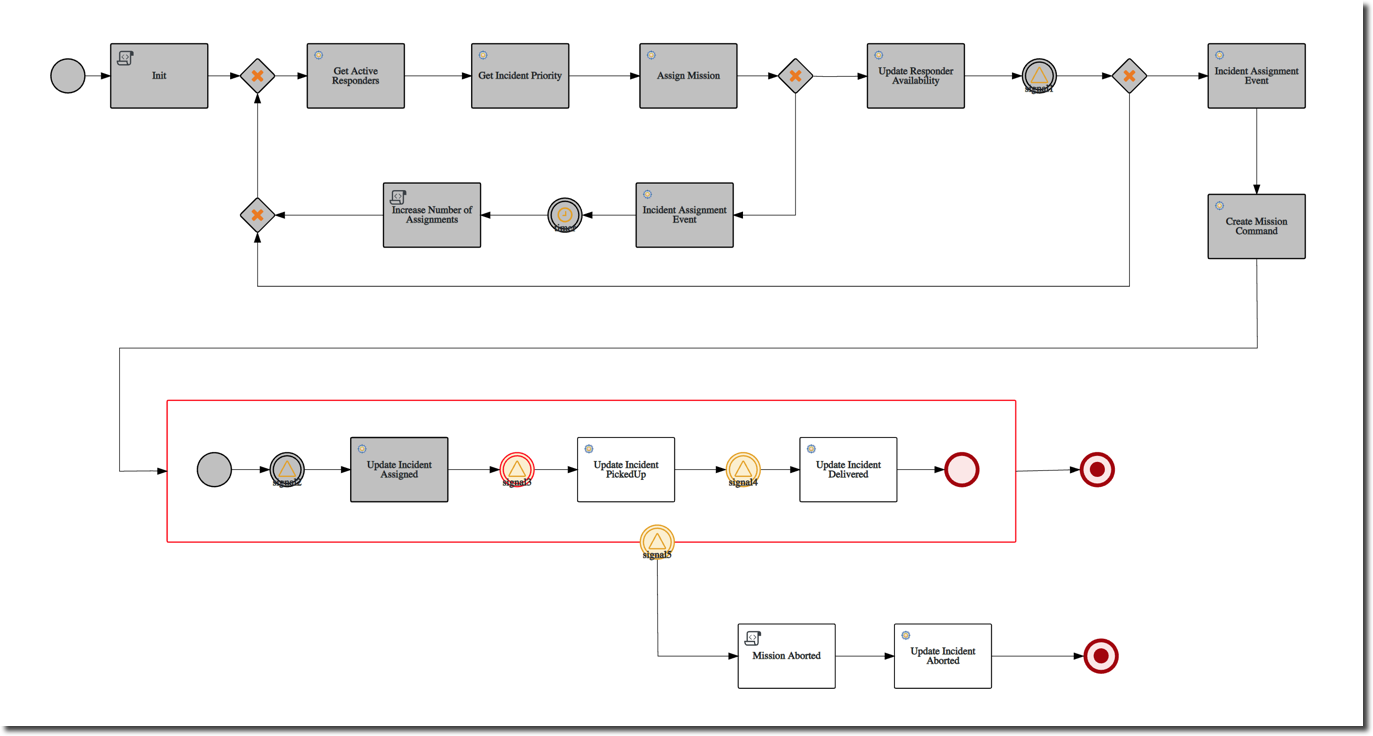 Init
Get Active
Responders
Get Incident Priority
Assign Mission
Update Responder
Availability
signal1
Incident Assignment
Event
Increase Number of
Assignments
timer
Incident Assignment
Event
Create Mission
Command
signal2
Update Incident
Assigned
signal3
Update Incident
PickedUp
signal4
Update Incident
Delivered
signal5
Mission Aborted
Update Incident
Aborted